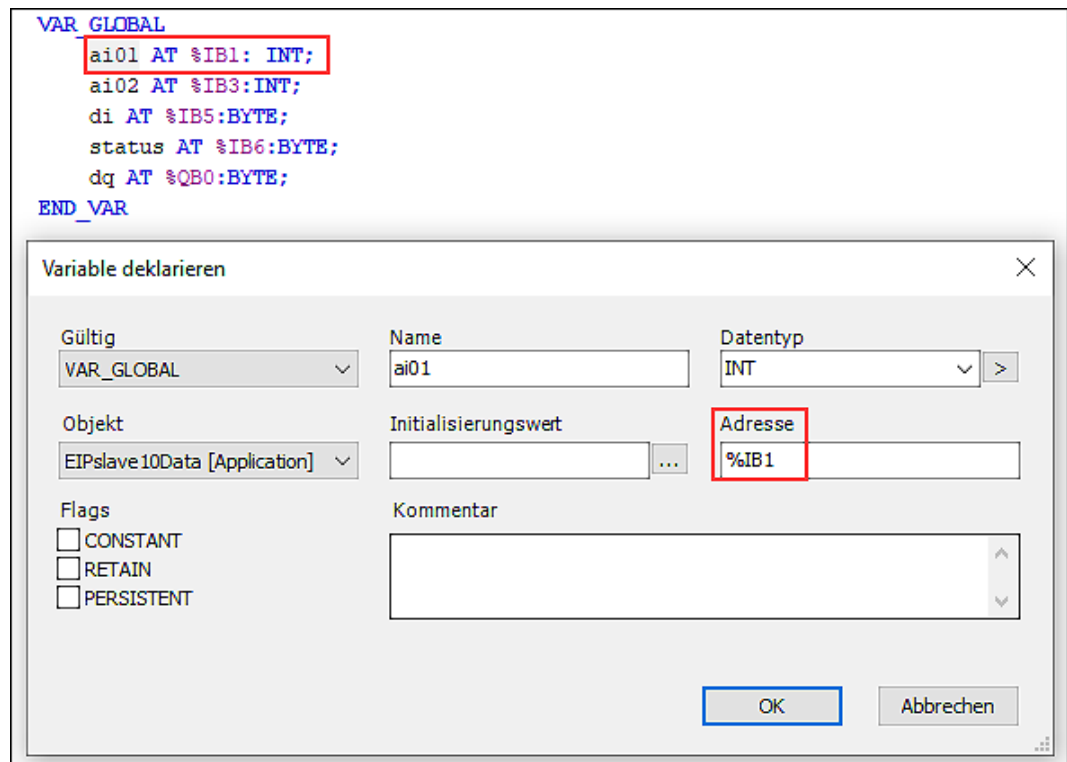 VAR_GLOBAL
ai01 AT %IB1: INT;
ai02 AT %IB3:INT;
di AT %IB5:BYTE;
status AT %IB6:BYTE;
dq AT %QB0:BYTE;
END_VAR
Variable deklarieren
Gültig Name Datentyp
VAR_GLOBAL ai01 INT >
Objekt Initialisierungswert Adresse
EIPslave10Data [Application] ... %IB1
Flags Kommentar
CONSTANT
RETAIN
PERSISTENT
OK Abbrechen